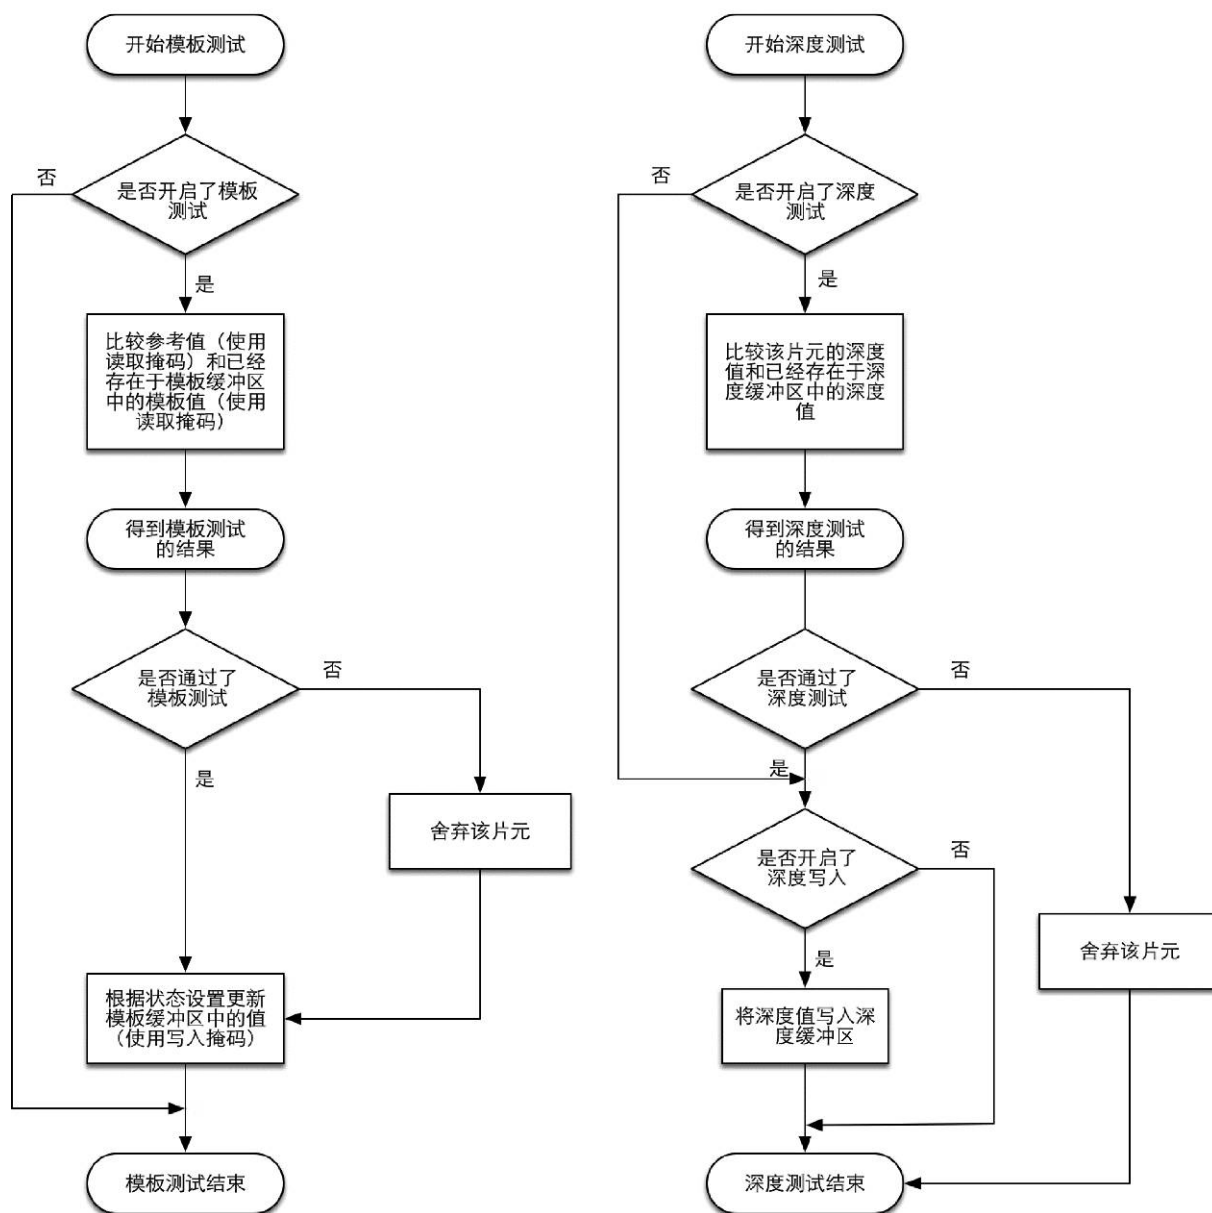 开始模板测试
否
是否开启了模板
测试
是
比较参考值（使用
读取掩码）和已经
存在于模板缓冲区
中的模板值（使用
读取掩码）
得到模板测试
的结果
是否通过了
模板测试
否
是
舍弃该片元
根据状态设置更新
模板缓冲区中的值
（使用写入掩码）
模板测试结束
开始深度测试
否
是否开启了深度
测试
是
比较该片元的深度
值和已经存在于深
度缓冲区中的深度
值
得到深度测试
的结果
是否通过了
深度测试
否
是
是否开启了
深度写入
否
舍弃该片元
是
将深度值写入深
度缓冲区
深度测试结束